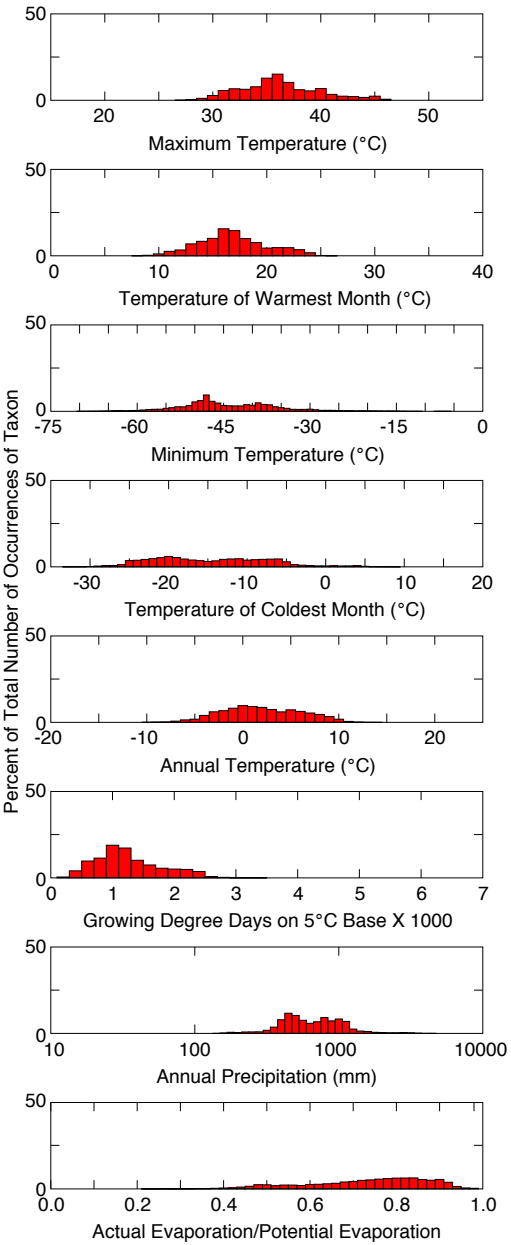 Percent of Total Number of Occurrences of Taxon
50
0
20 30 40 50
Maximum Temperature (°C)
50
0
0 10 20 30 40
Temperature of Warmest Month (°C)
50
0
-75 -60 -45 -30 -15 0
Minimum Temperature (°C)
50
0
-30 -20 -10 0 10 20
Temperature of Coldest Month (°C)
50
0
-20 -10 0 10 20
Annual Temperature (°C)
50
0
0 1 2 3 4 5 6 7
Growing Degree Days on 5°C Base X 1000
50
0
10 100 1000 10000
Annual Precipitation (mm)
50
0
0.0 0.2 0.4 0.6 0.8 1.0
Actual Evaporation/Potential Evaporation